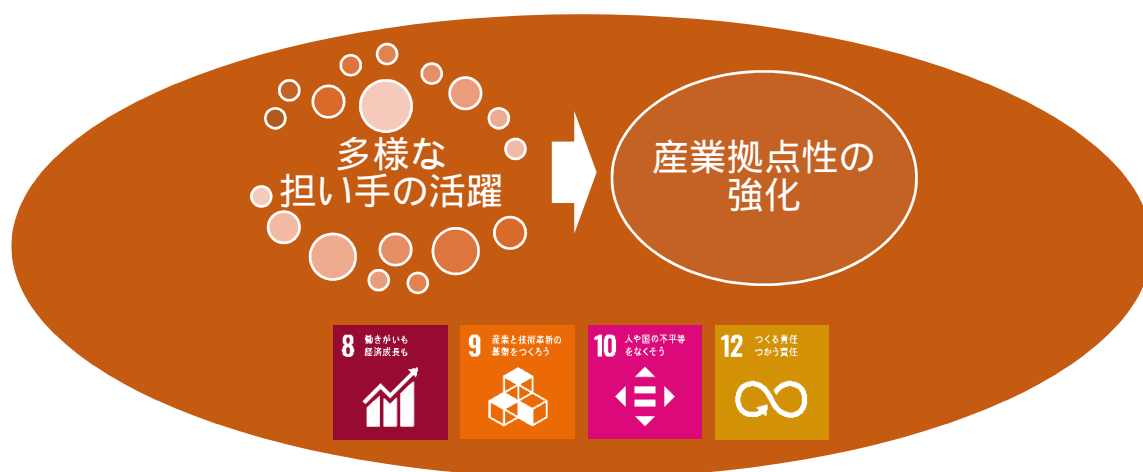 多様な
担い手の活躍
産業拠点性の
強化
8 働きがいも
経済成長も
9 産業と技術革新の
基盤をつくろう
10 人や国の不平等
をなくそう
12 つくる責任
つかう責任